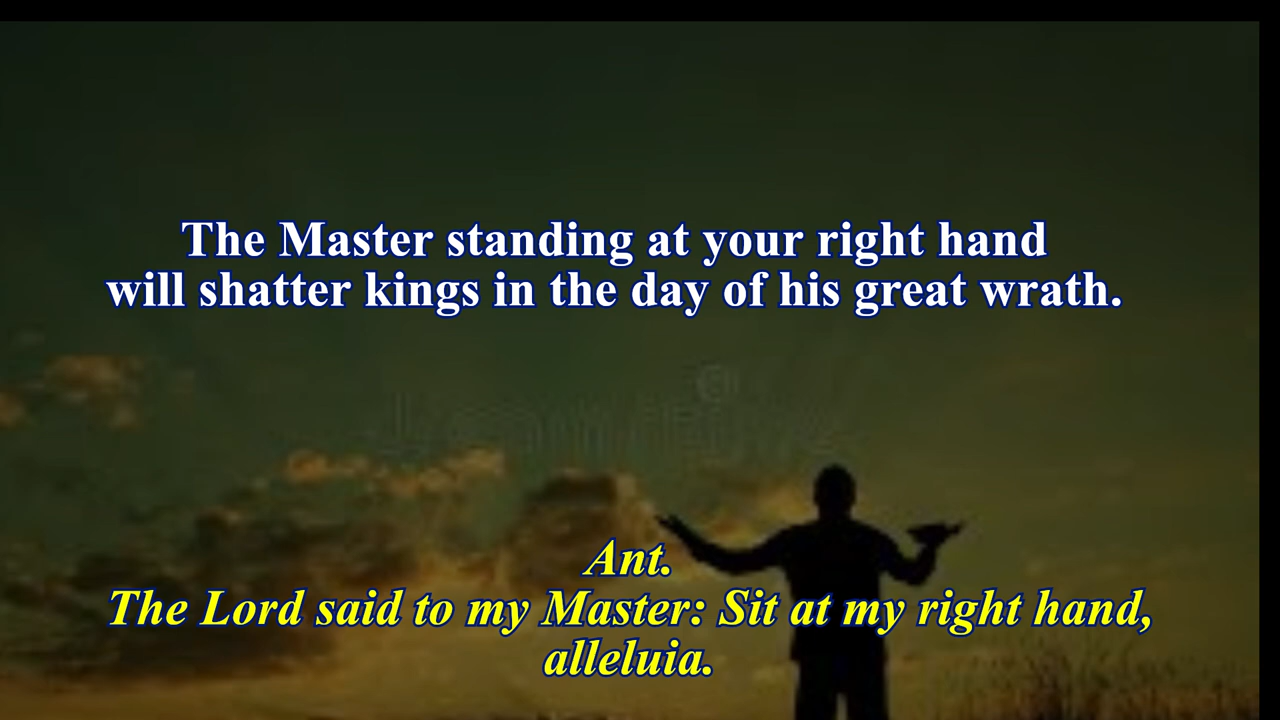 The Master standing at your right hand
will shatter kings in the day of his great wrath.
Ant.
The Lord said to my Master: Sit at my right hand,
alleluia.